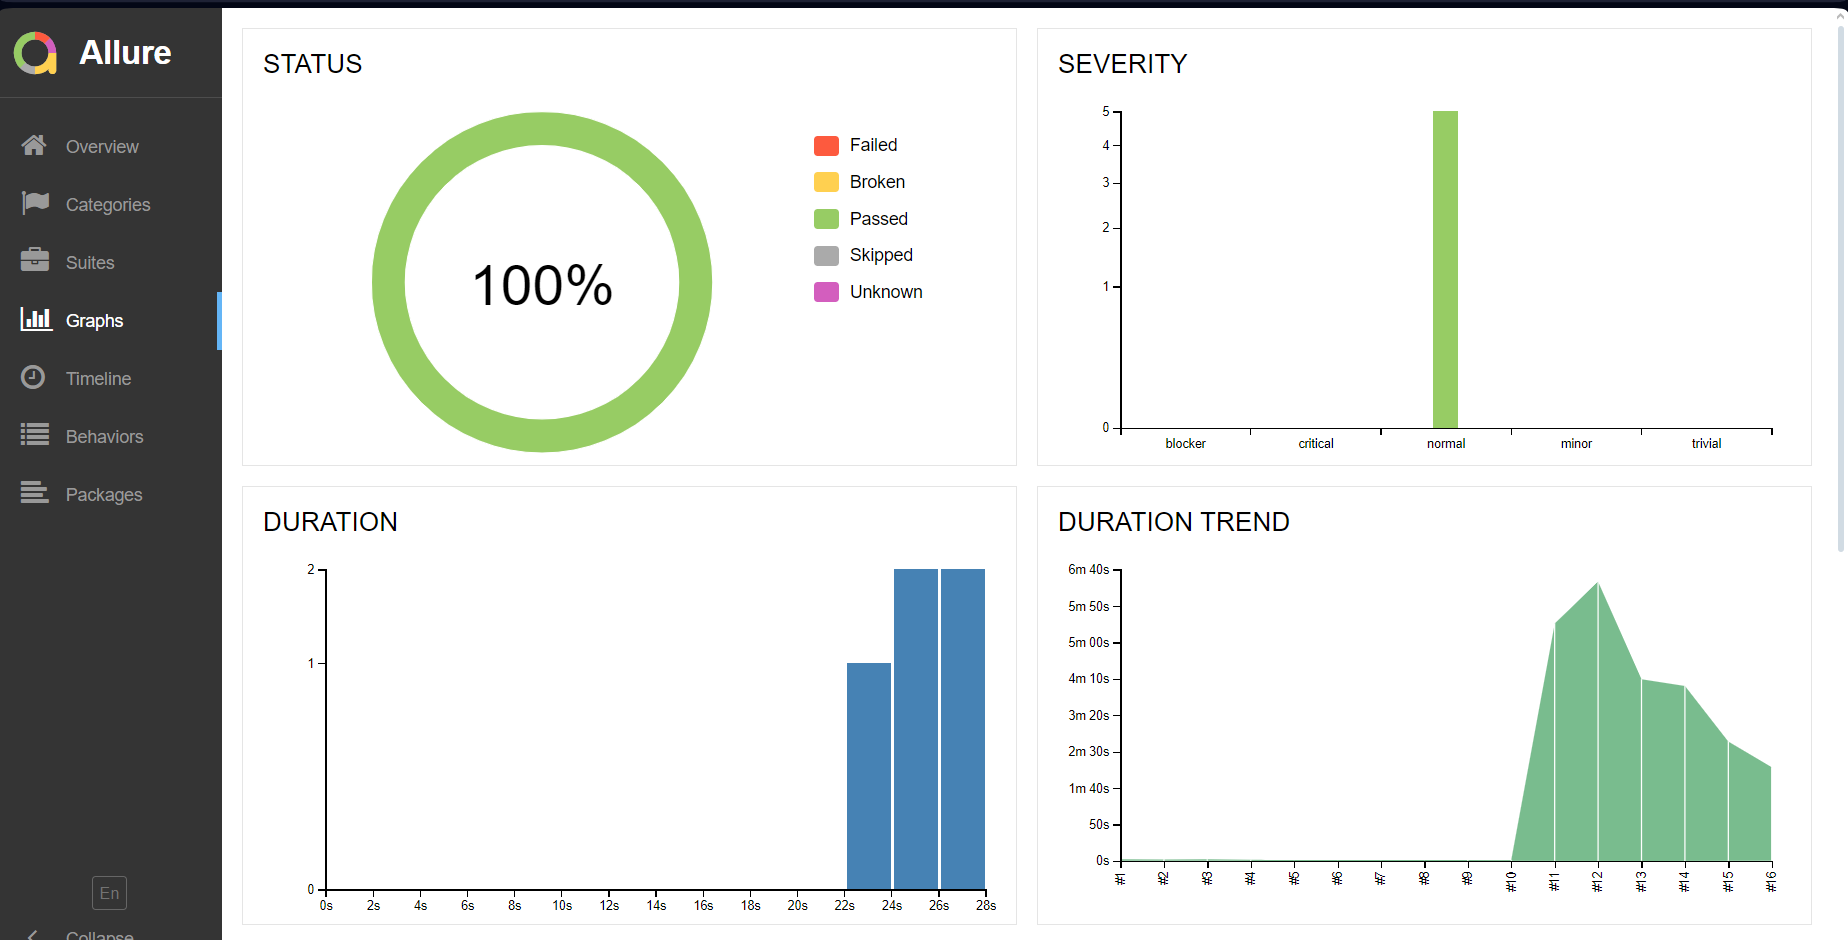 Allure
Overview
Categories
Suites
Graphs
Timeline
Behaviors
Packages
En
Collapse
STATUS
100%
Failed
Broken
Passed
Skipped
Unknown
SEVERITY
5
4
3
2
1
0
blocker critical normal minor trivial
DURATION
2
1
0
0s 2s 4s 6s 8s 10s 12s 14s 16s 18s 20s 22s 24s 26s 28s
DURATION TREND
6m 40s
5m 50s
5m 00s
4m 10s
3m 20s
2m 30s
1m 40s
50s
0s
#1 #2 #3 #4 #5 #6 #7 #8 #9 #10 #11 #12 #13 #14 #15 #16